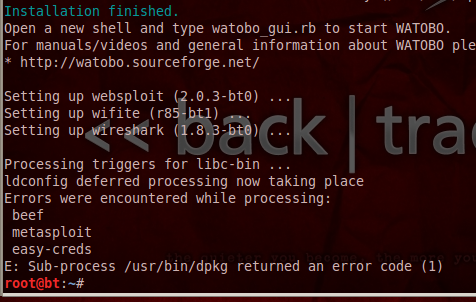 Installation finished.
Open a new shell and type watobo_gui.rb to start WATOBO.
For manuals/videos and general information about WATOBO ple
* http://watobo.sourceforge.net/
Setting up websploit (2.0.3-bt0) ...
Setting up wifite (r85-bt1) ...
Setting up wireshark (1.8.3-bt0) ...
<< back | trac
Processing triggers for libc-bin ...
ldconfig deferred processing now taking place
Errors were encountered while processing:
beef
metasploit
easy-creds
E: Sub-process /usr/bin/dpkg returned an error code (1)
root@bt:~#